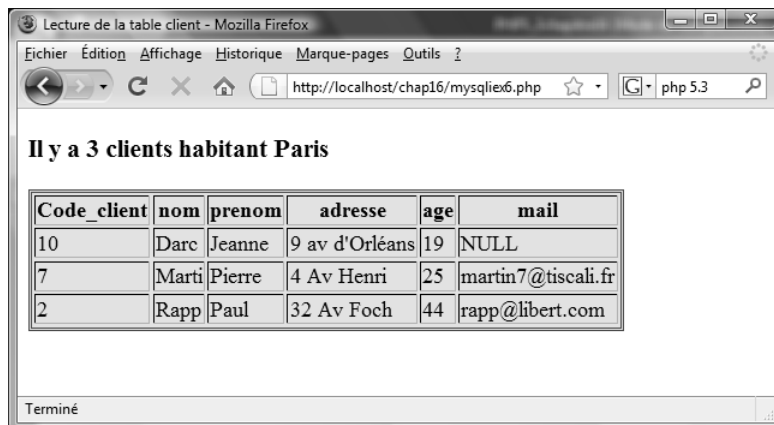 Lecture de la table client - Mozilla Firefox
Fichier Édition Affichage Historique Marque-pages Outils ?
http://localhost/chap16/mysqliex6.php G php 5.3
Il y a 3 clients habitant Paris
Code_client nom prenom adresse age mail
10 Darc Jeanne 9 av d'Orléans 19 NULL
7 Marti Pierre 4 Av Henri 25 martin7@tiscali.fr
2 Rapp Paul 32 Av Foch 44 rapp@libert.com
Terminé